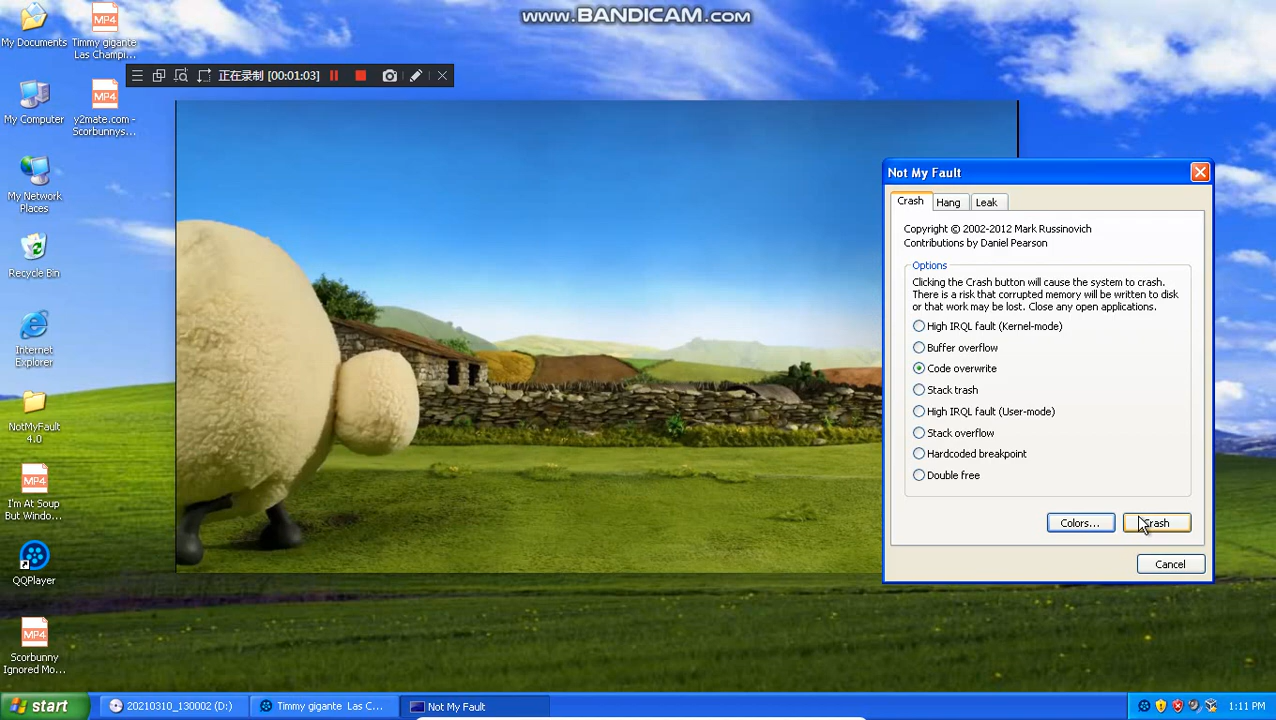 www.BANDICAM.com
My Documents
Timmy gigante
Las Champi...
正在录制 [00:01:03]
My Computer
y2mate.com -
Scorbunnys...
My Network
Places
Recycle Bin
Internet
Explorer
NotMyFault
4.0
I'm At Soup
But Windo...
QQPlayer
Scorbunny
Ignored Mo...
MP4
MP4
MP4
MP4
Not My Fault
Crash
Hang
Leak
Copyright © 2002-2012 Mark Russinovich
Contributions by Daniel Pearson
Options
Clicking the Crash button will cause the system to crash.
There is a risk that corrupted memory will be written to disk
or that work may be lost. Close any open applications.
High IRQL fault (Kernel-mode)
Buffer overflow
Code overwrite
Stack trash
High IRQL fault (User-mode)
Stack overflow
Hardcoded breakpoint
Double free
Colors...
Crash
Cancel
start
20210310_130002 (D:)
Timmy gigante Las C...
Not My Fault
1:11 PM